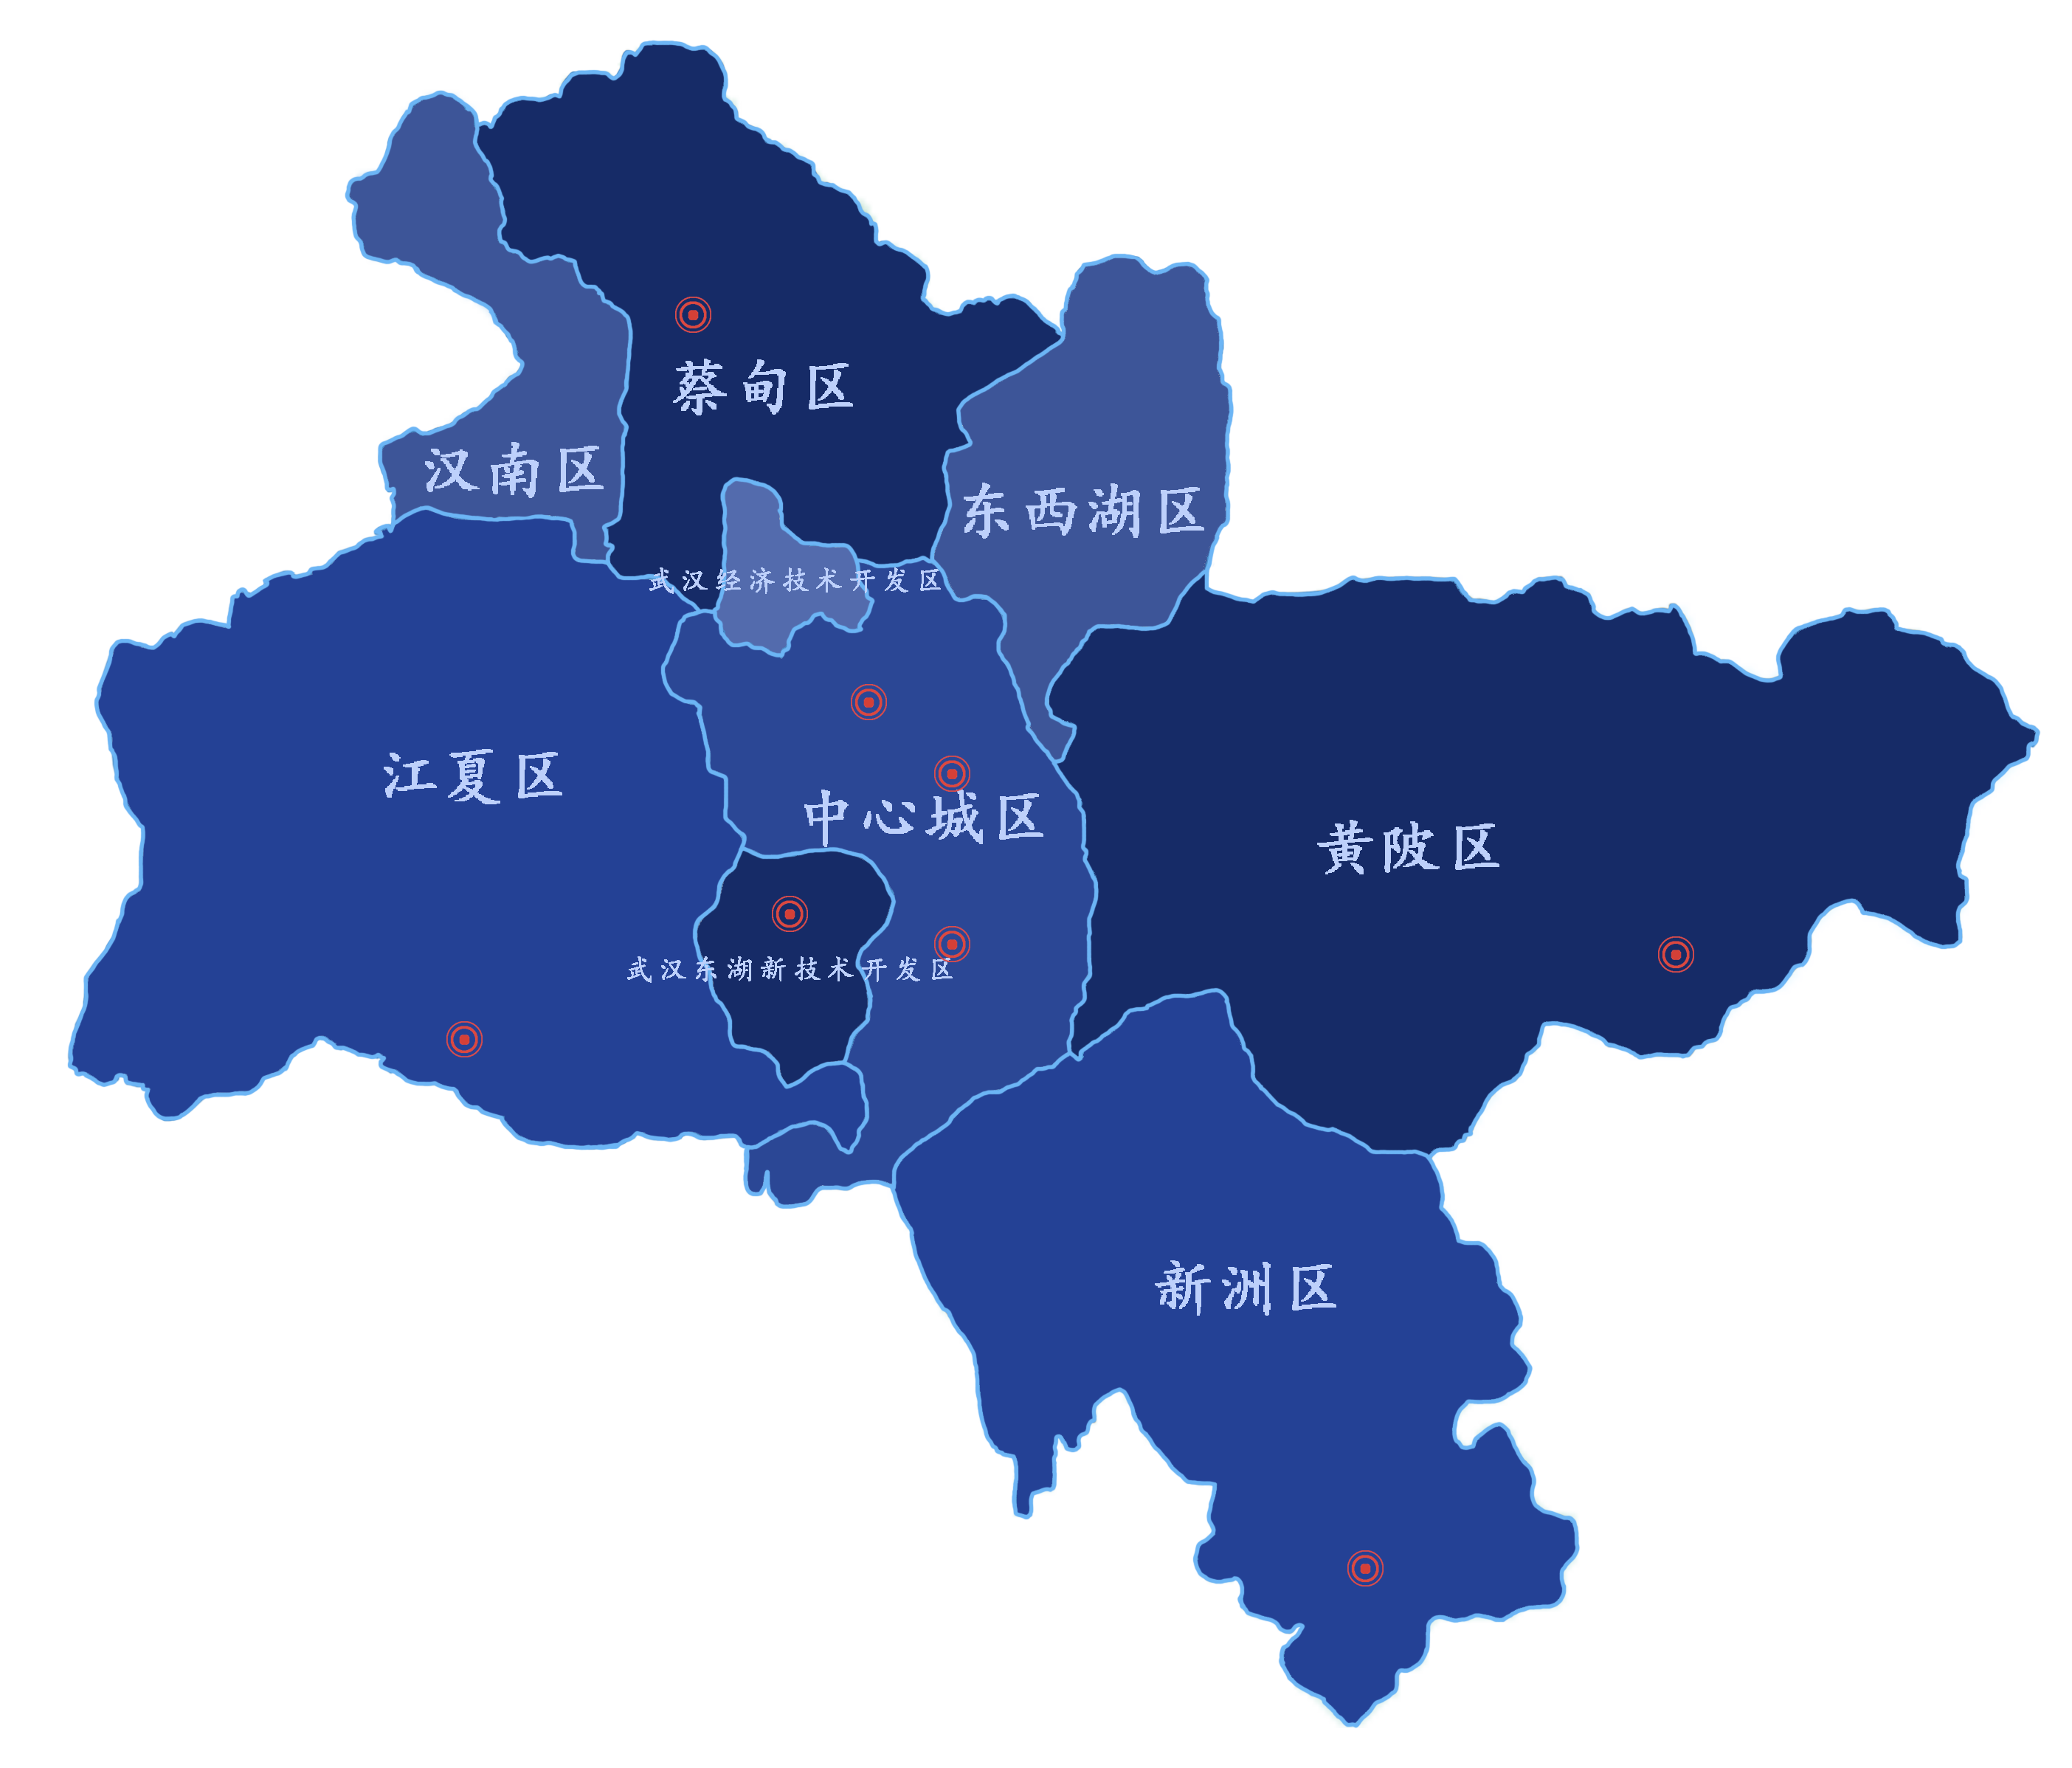 蔡甸区
汉南区
东西湖区
武汉经济技术开发区
江夏区
中心城区
黄陂区
武汉东湖新技术开发区
新洲区